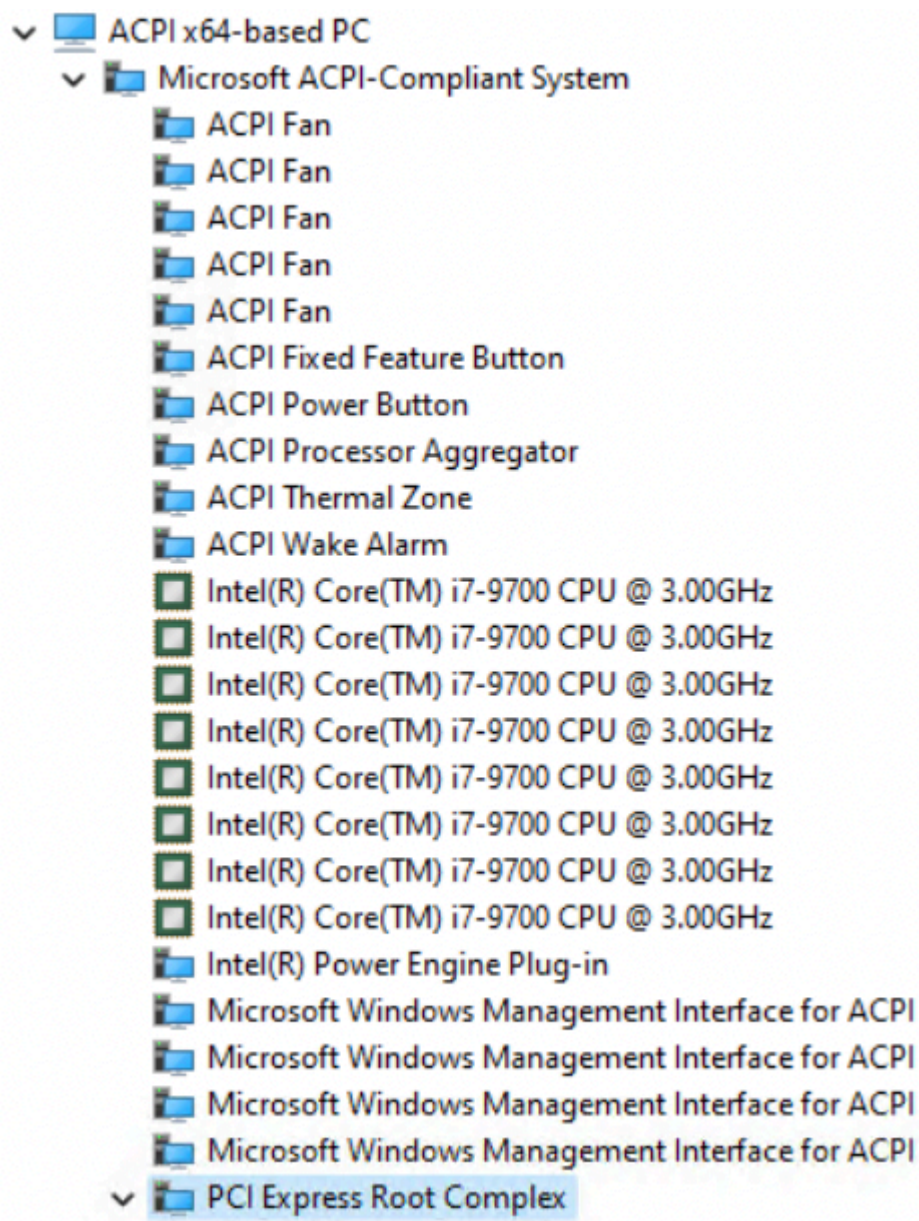 ACPI x64-based PC
Microsoft ACPI-Compliant System
ACPI Fan
ACPI Fan
ACPI Fan
ACPI Fan
ACPI Fan
ACPI Fixed Feature Button
ACPI Power Button
ACPI Processor Aggregator
ACPI Thermal Zone
ACPI Wake Alarm
Intel(R) Core(TM) i7-9700 CPU @ 3.00GHz
Intel(R) Core(TM) i7-9700 CPU @ 3.00GHz
Intel(R) Core(TM) i7-9700 CPU @ 3.00GHz
Intel(R) Core(TM) i7-9700 CPU @ 3.00GHz
Intel(R) Core(TM) i7-9700 CPU @ 3.00GHz
Intel(R) Core(TM) i7-9700 CPU @ 3.00GHz
Intel(R) Core(TM) i7-9700 CPU @ 3.00GHz
Intel(R) Core(TM) i7-9700 CPU @ 3.00GHz
Intel(R) Power Engine Plug-in
Microsoft Windows Management Interface for ACPI
Microsoft Windows Management Interface for ACPI
Microsoft Windows Management Interface for ACPI
Microsoft Windows Management Interface for ACPI
PCI Express Root Complex